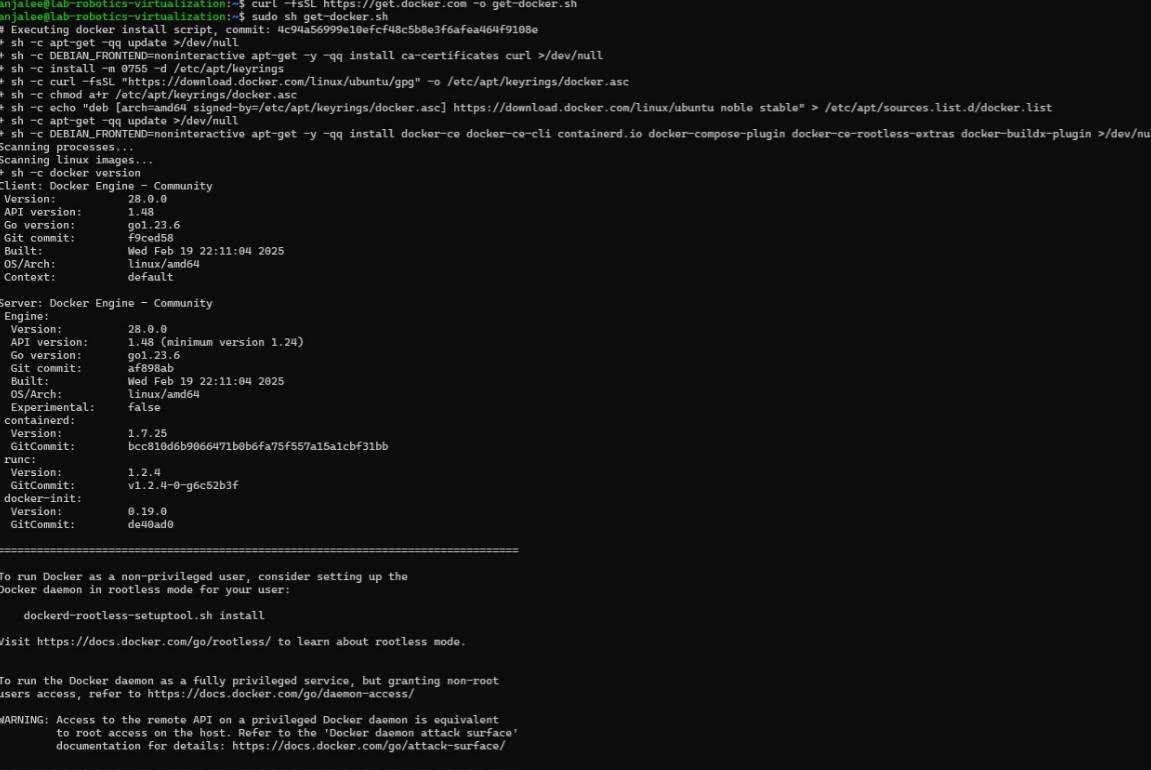 anjalee@lab-robotics-virtualization:~$ curl -fsSL https://get.docker.com -o get-docker.sh
anjalee@lab-robotics-virtualization:~$ sudo sh get-docker.sh
# Executing docker install script, commit: 4c94a56999e10efcf48c5b8e3f6afea464f9108e
+ sh -c apt-get -qq update >/dev/null
+ sh -c DEBIAN_FRONTEND=noninteractive apt-get -y -qq install ca-certificates curl >/dev/null
+ sh -c install -m 0755 -d /etc/apt/keyrings
+ sh -c curl -fsSL "https://download.docker.com/linux/ubuntu/gpg" -o /etc/apt/keyrings/docker.asc
+ sh -c chmod a+r /etc/apt/keyrings/docker.asc
+ sh -c echo "deb [arch=amd64 signed-by=/etc/apt/keyrings/docker.asc] https://download.docker.com/linux/ubuntu noble stable" > /etc/apt/sources.list.d/docker.list
+ sh -c apt-get -qq update >/dev/null
+ sh -c DEBIAN_FRONTEND=noninteractive apt-get -y -qq install docker-ce docker-ce-cli containerd.io docker-compose-plugin docker-ce-rootless-extras docker-buildx-plugin >/dev/nu
Scanning processes...
Scanning linux images...
+ sh -c docker version
Client: Docker Engine - Community
Version: 28.0.0
API version: 1.48
Go version: go1.23.6
Git commit: f9ced58
Built: Wed Feb 19 22:11:04 2025
OS/Arch: linux/amd64
Context: default
Server: Docker Engine - Community
Engine:
Version: 28.0.0
API version: 1.48 (minimum version 1.24)
Go version: go1.23.6
Git commit: af898ab
Built: Wed Feb 19 22:11:04 2025
OS/Arch: linux/amd64
Experimental: false
containerd:
Version: 1.7.25
GitCommit: bcc810d6b9066471b0b6fa75f557a15a1cbf31bb
runc:
Version: 1.2.4
GitCommit: v1.2.4-0-g6c52b3f
docker-init:
Version: 0.19.0
GitCommit: de40ad0
================================================================================
To run Docker as a non-privileged user, consider setting up the
Docker daemon in rootless mode for your user:
dockerd-rootless-setuptool.sh install
Visit https://docs.docker.com/go/rootless/ to learn about rootless mode.
To run the Docker daemon as a fully privileged service, but granting non-root
users access, refer to https://docs.docker.com/go/daemon-access/
WARNING: Access to the remote API on a privileged Docker daemon is equivalent
to root access on the host. Refer to the 'Docker daemon attack surface'
documentation for details: https://docs.docker.com/go/attack-surface/